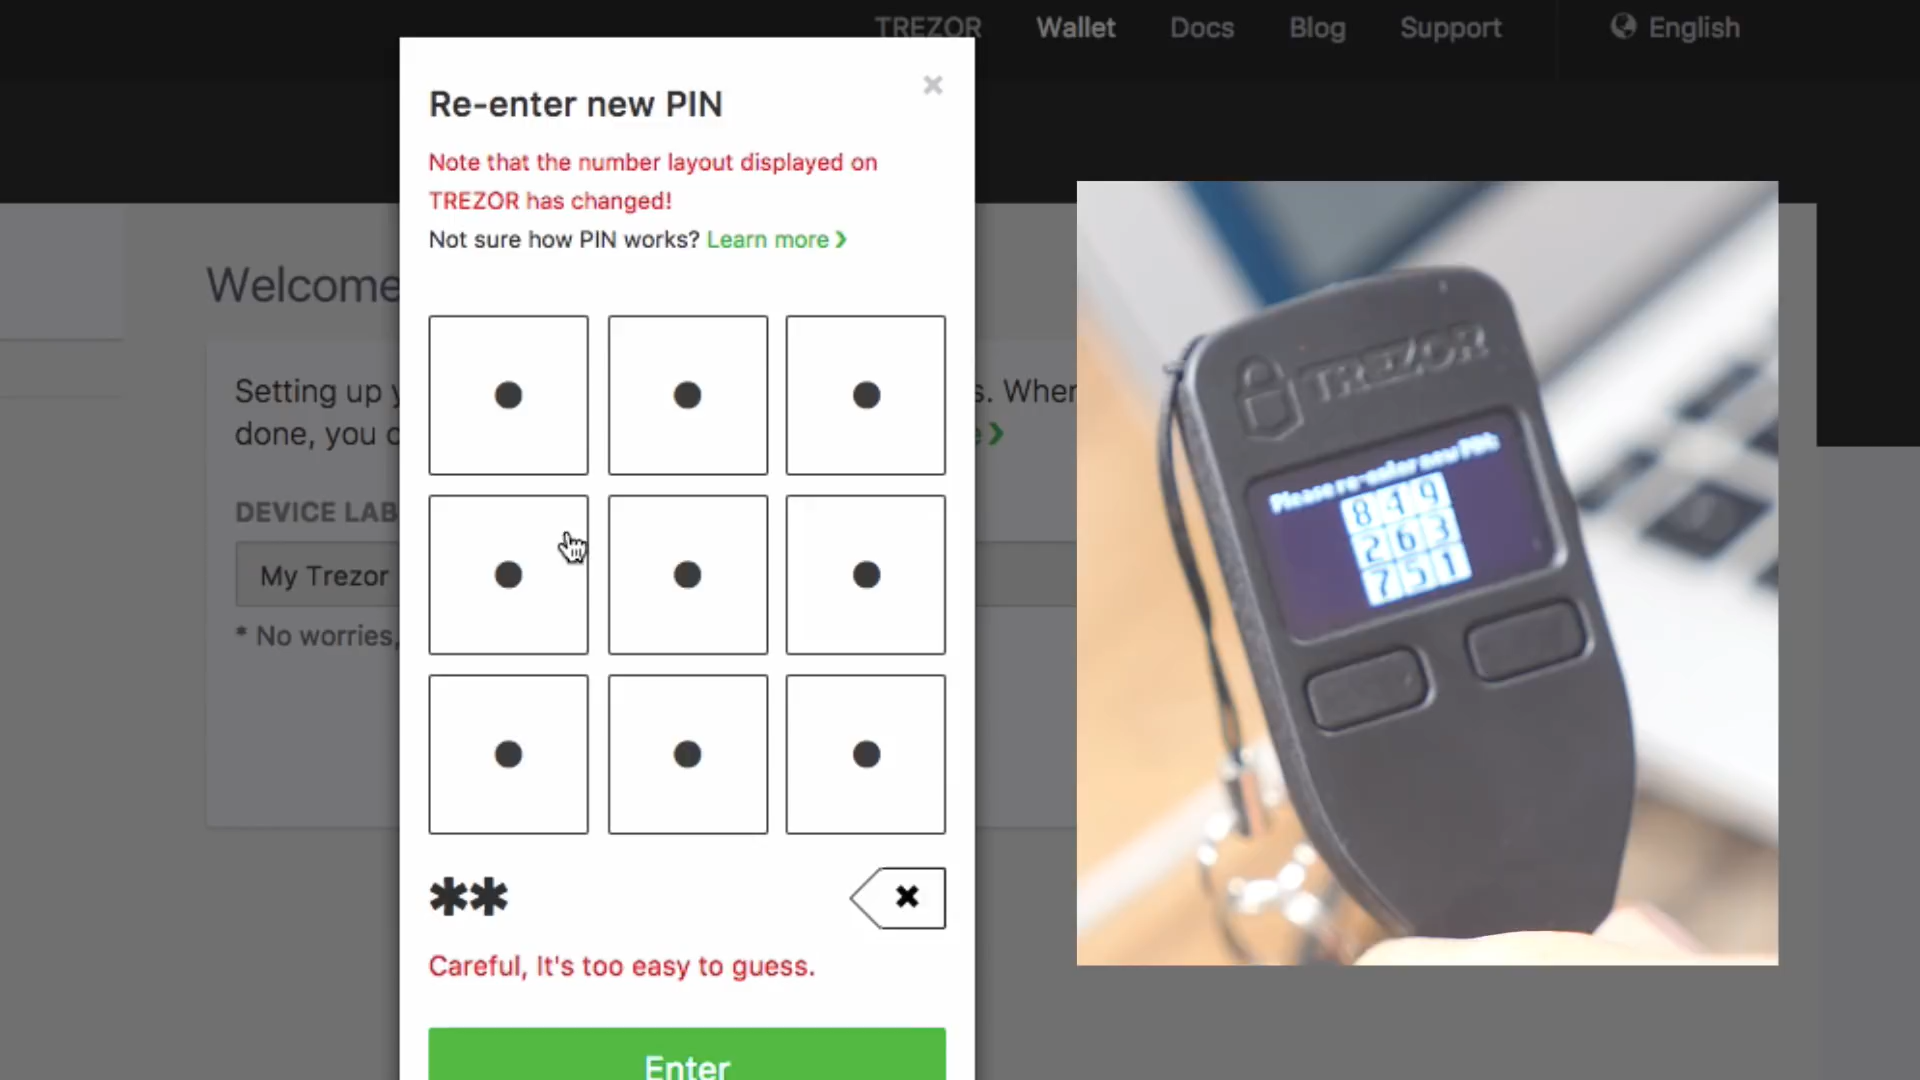 TREZOR Wallet Docs Blog Support English
Re-enter new PIN
Note that the number layout displayed on
TREZOR has changed!
Not sure how PIN works? Learn more
Welcome
Setting up
s. When
done, you
DEVICE LAB
My Trezor
* No worries,
**
Careful, It's too easy to guess.
Enter
TREZOR
Please re-enter new PIN:
8 4 9
2 6 3
7 5 1